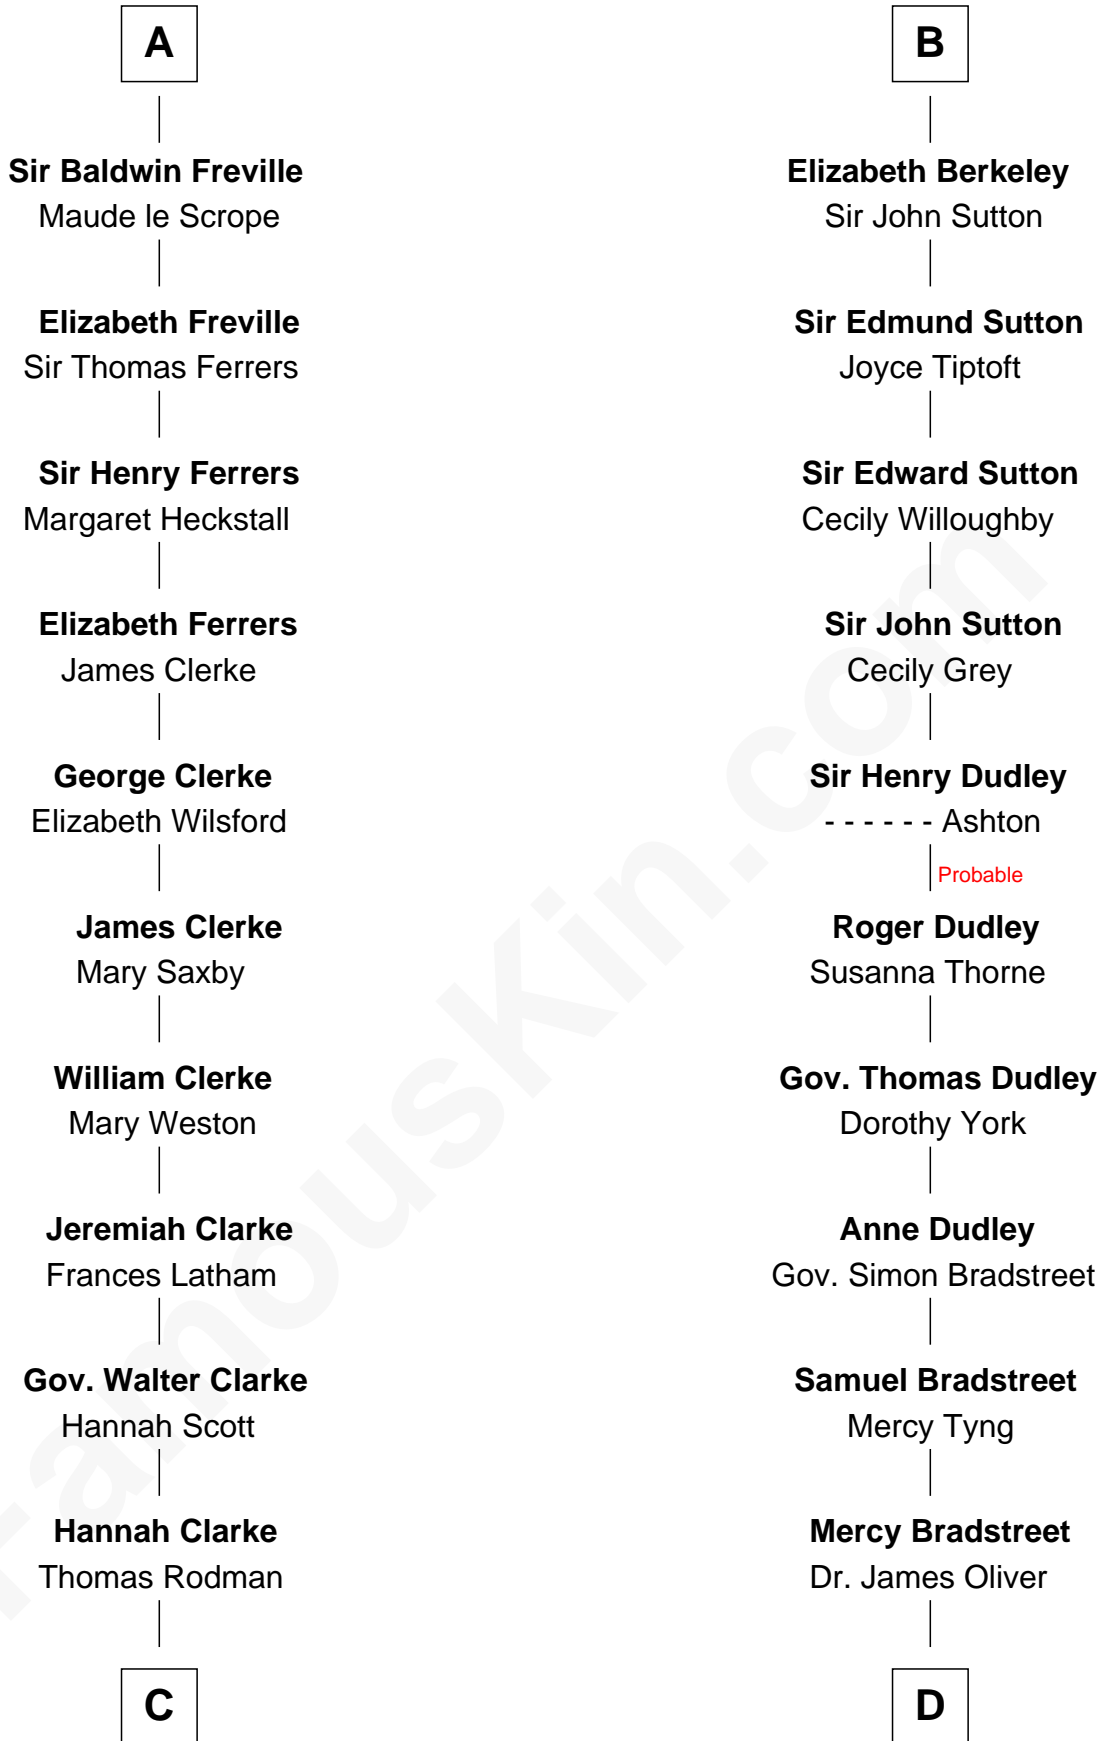 A
Sir Baldwin Freville
Maude le Scrope
Elizabeth Freville
Sir Thomas Ferrers
Sir Henry Ferrers
Margaret Heckstall
Elizabeth Ferrers
James Clerke
George Clerke
Elizabeth Wilsford
James Clerke
Mary Saxby
William Clerke
Mary Weston
Jeremiah Clarke
Frances Latham
Gov. Walter Clarke
Hannah Scott
Hannah Clarke
Thomas Rodman
C
B
Elizabeth Berkeley
Sir John Sutton
Sir Edmund Sutton
Joyce Tiptoft
Sir Edward Sutton
Cecily Willoughby
Sir John Sutton
Cecily Grey
Sir Henry Dudley
- - - - - - Ashton
Probable
Roger Dudley
Susanna Thorne
Gov. Thomas Dudley
Dorothy York
Anne Dudley
Gov. Simon Bradstreet
Samuel Bradstreet
Mercy Tyng
Mercy Bradstreet
Dr. James Oliver
D
FamousKin.com